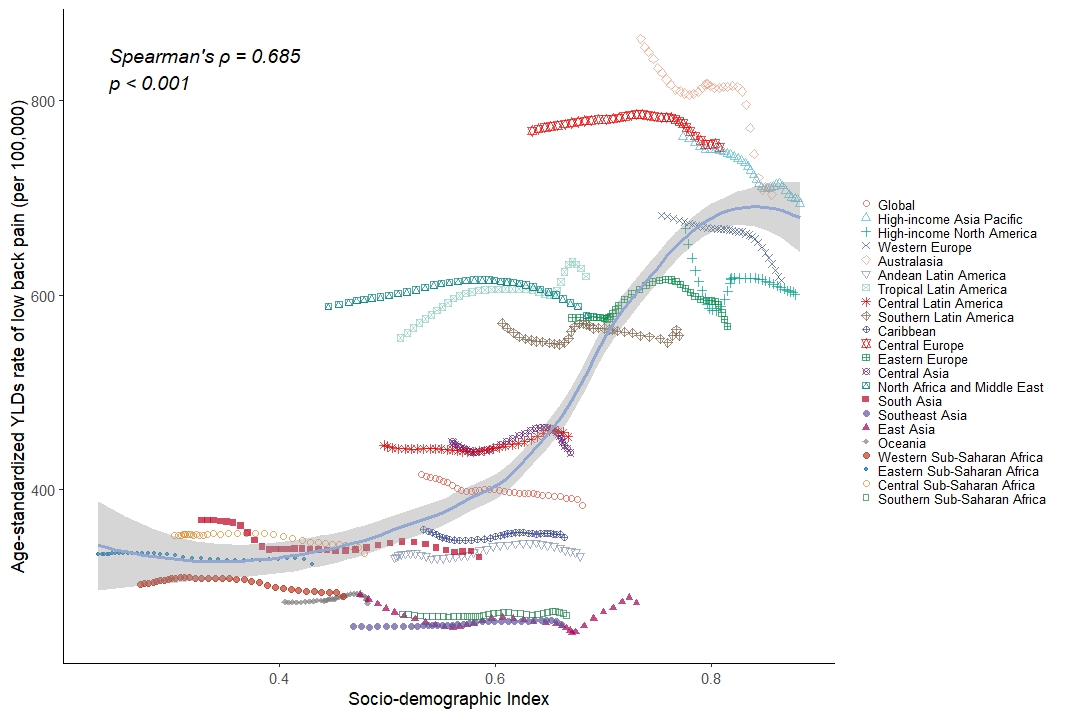 Spearman's ρ = 0.685
p < 0.001
Age-standardized YLDs rate of low back pain (per 100,000)
800
600
400
0.4 0.6 0.8
Socio-demographic Index
Global
High-income Asia Pacific
High-income North America
Western Europe
Australasia
Andean Latin America
Tropical Latin America
Central Latin America
Southern Latin America
Caribbean
Central Europe
Eastern Europe
Central Asia
North Africa and Middle East
South Asia
Southeast Asia
East Asia
Oceania
Western Sub-Saharan Africa
Eastern Sub-Saharan Africa
Central Sub-Saharan Africa
Southern Sub-Saharan Africa